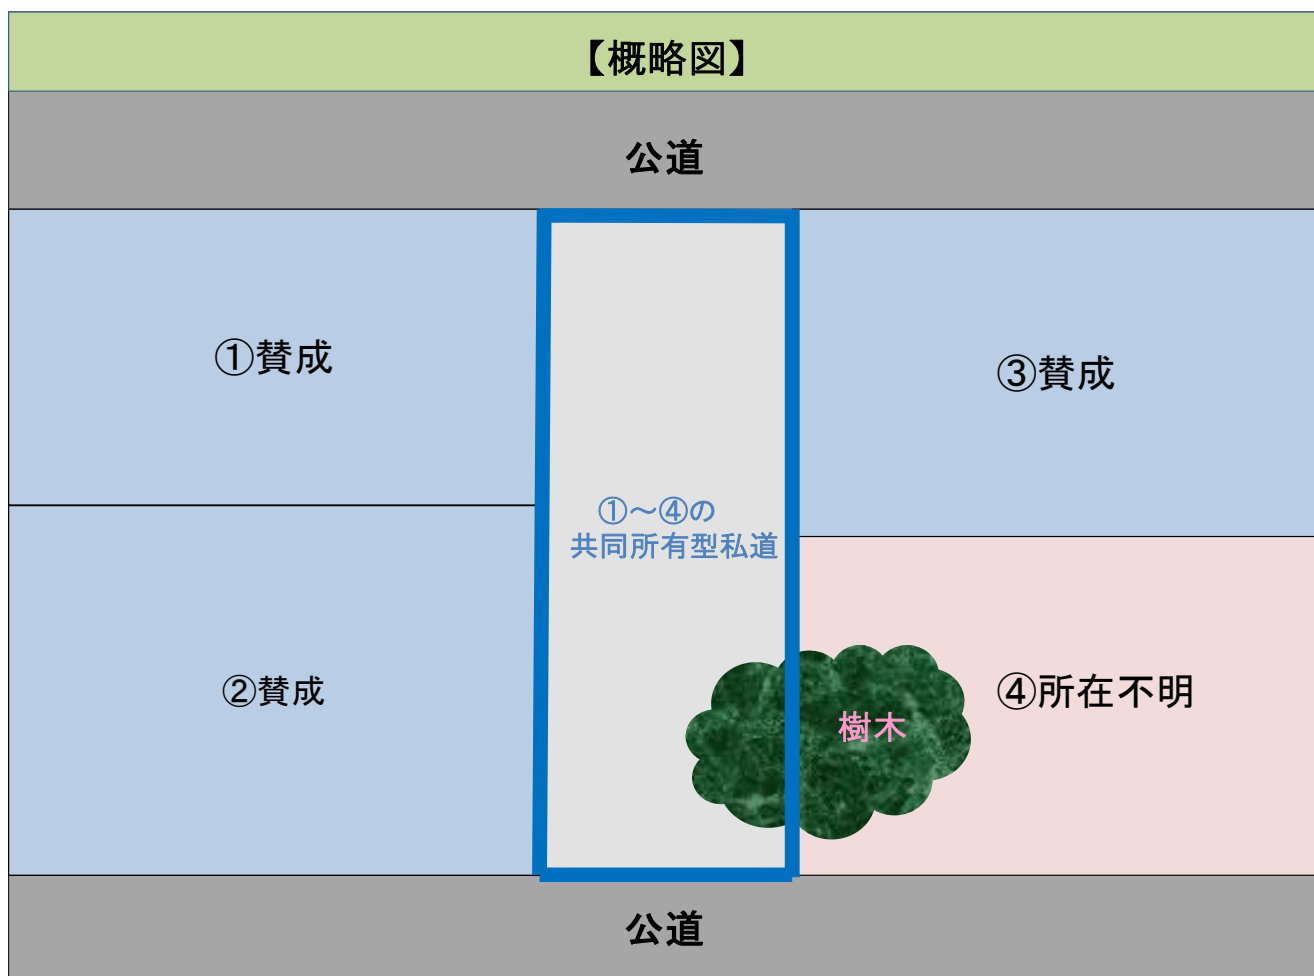 【概略図】
公道
①賛成
③賛成
①～④の
共同所有型私道
②賛成
④所在不明
樹木
公道